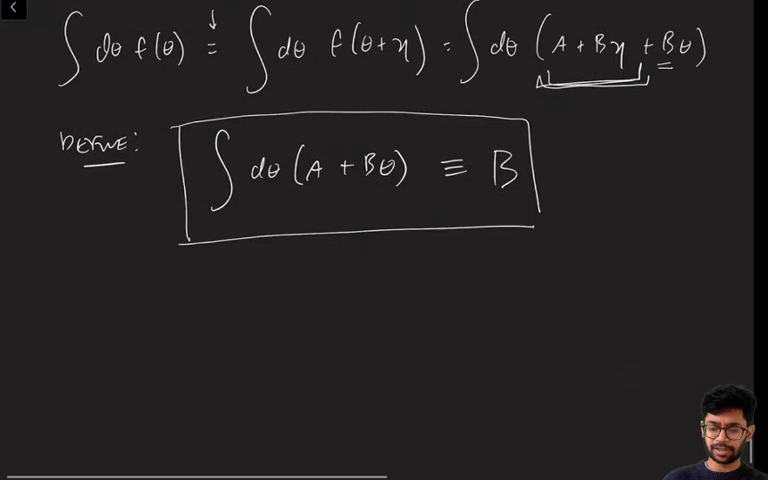 ∫ dθ f(θ) = ∫ dθ f(θ+η) = ∫ dθ (A + Bη + Bθ)
DEFINE: ∫ dθ (A + Bθ) ≡ B